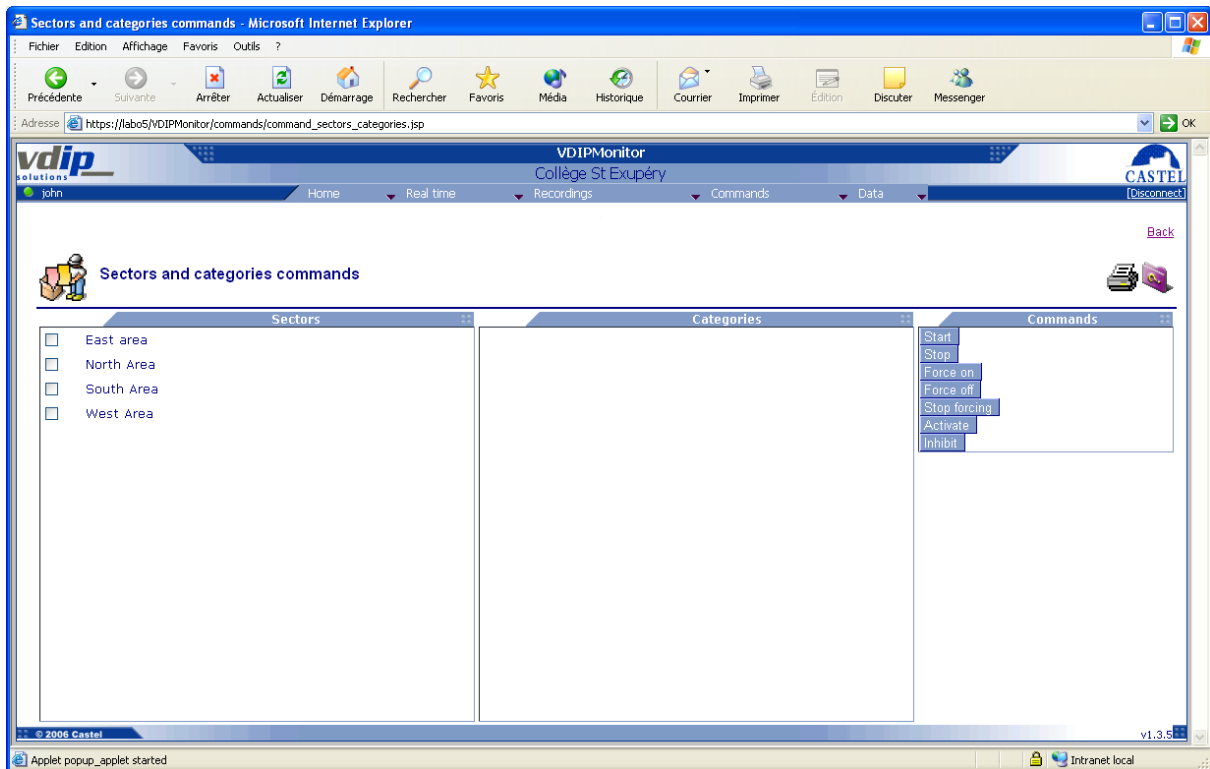 Sectors and categories commands - Microsoft Internet Explorer
Fichier Edition Affichage Favoris Outils ?
Précédente Suivante Arrêter Actualiser Démarrage Rechercher Favoris Média Historique Courrier Imprimer Édition Discuter Messenger
Adresse https://labo5/VDIPMonitor/commands/command_sectors_categories.jsp OK
vdip solutions VDIPMonitor CASTEL
Collège St Exupéry
john Home Real time Recordings Commands Data [Disconnect]
Back
Sectors and categories commands
Sectors Categories Commands
East area
North Area
South Area
West Area
Start
Stop
Force on
Force off
Stop forcing
Activate
Inhibit
© 2006 Castel v1.3.5
Applet popup_applet started Intranet local